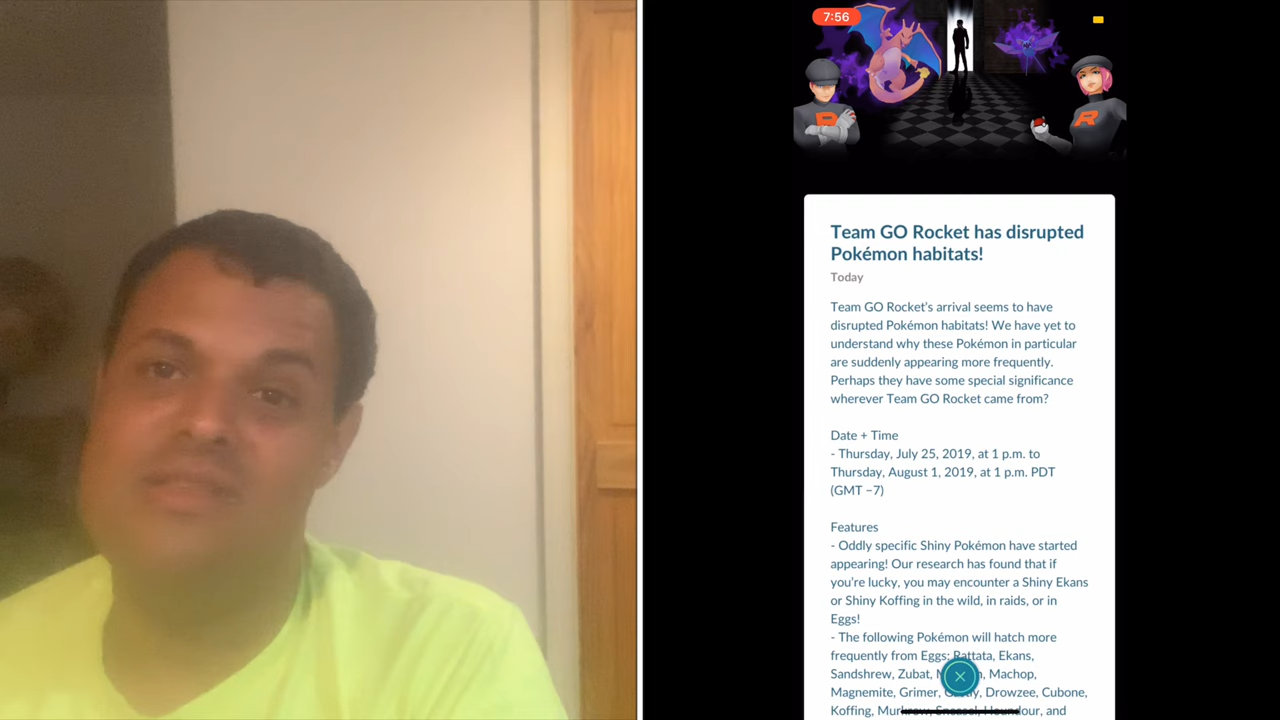 7:56
R
R
Team GO Rocket has disrupted
Pokémon habitats!
Today
Team GO Rocket's arrival seems to have
disrupted Pokémon habitats! We have yet to
understand why these Pokémon in particular
are suddenly appearing more frequently.
Perhaps they have some special significance
wherever Team GO Rocket came from?
Date + Time
- Thursday, July 25, 2019, at 1 p.m. to
Thursday, August 1, 2019, at 1 p.m. PDT
(GMT −7)
Features
- Oddly specific Shiny Pokémon have started
appearing! Our research has found that if
you're lucky, you may encounter a Shiny Ekans
or Shiny Koffing in the wild, in raids, or in
Eggs!
- The following Pokémon will hatch more
frequently from Eggs: Rattata, Ekans,
Sandshrew, Zubat, Machop,
Magnemite, Grimer, Drowzee, Cubone,
Koffing, Murkrow, Sneasel, Houndour, and